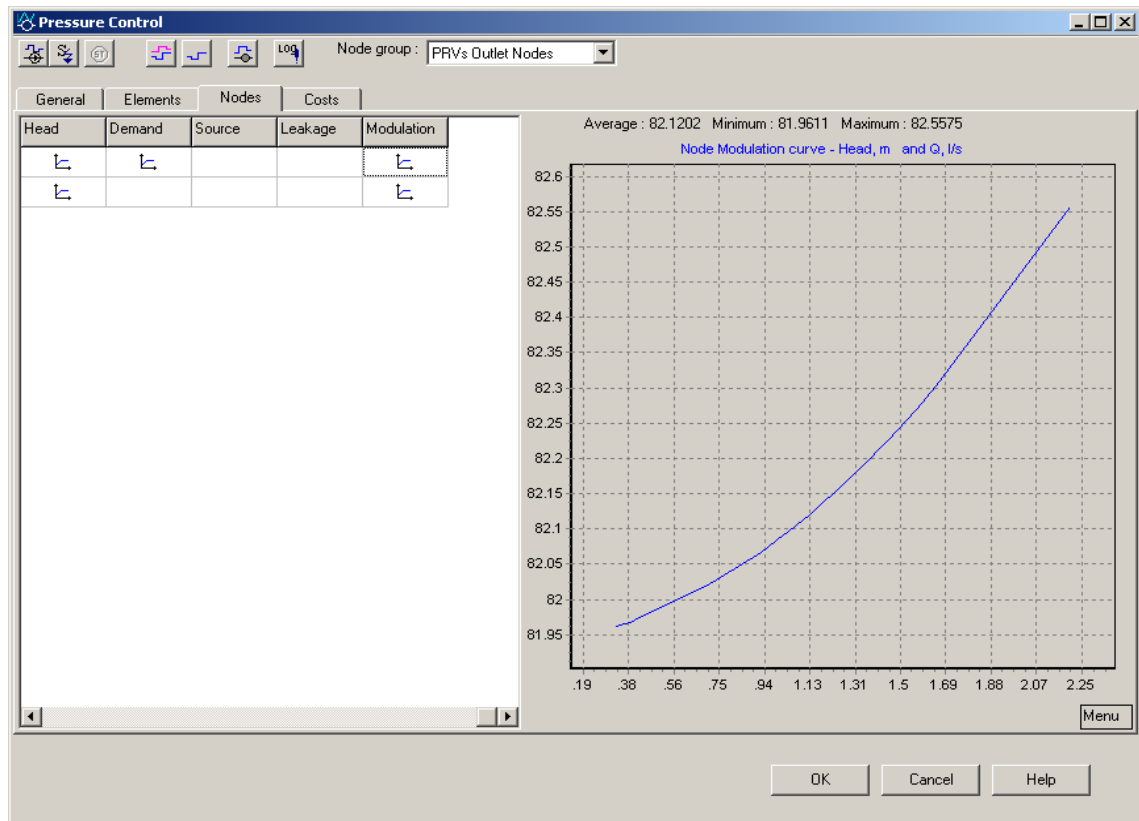 Pressure Control
ST LOG Node group : PRVs Outlet Nodes
General Elements Nodes Costs
Head Demand Source Leakage Modulation
Average : 82.1202 Minimum : 81.9611 Maximum : 82.5575
Node Modulation curve - Head, m and Q, l/s
82.6
82.55
82.5
82.45
82.4
82.35
82.3
82.25
82.2
82.15
82.1
82.05
82
81.95
.19 .38 .56 .75 .94 1.13 1.31 1.5 1.69 1.88 2.07 2.25
Menu
OK Cancel Help